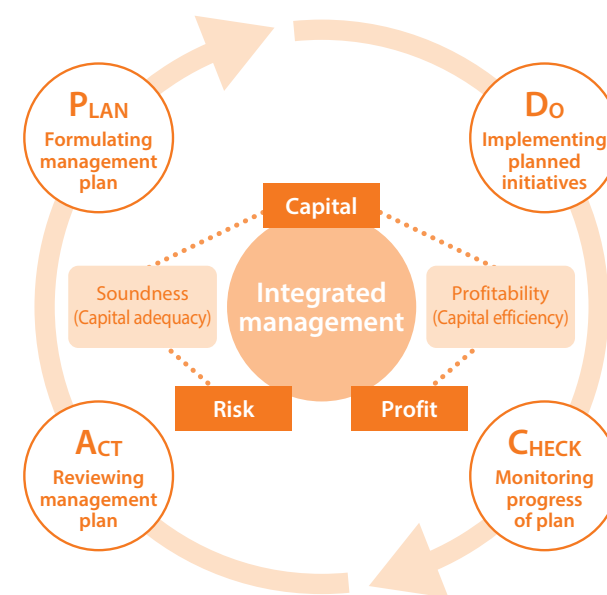 PLAN
Formulating
management
plan
DO
Implementing
planned
initiatives
Capital
Soundness
(Capital adequacy)
Integrated
management
Profitability
(Capital efficiency)
Risk
Profit
ACT
Reviewing
management
plan
CHECK
Monitoring
progress
of plan